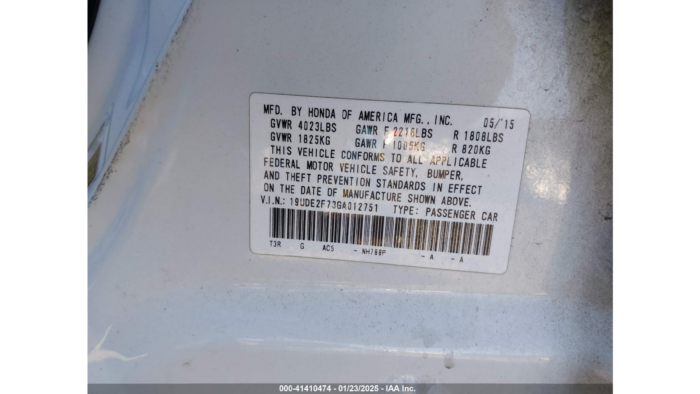 MFD. BY HONDA OF AMERICA MFG., INC. 05/'15
GVWR 4023LBS GAWR F 2216LBS R 1808LBS
GVWR 1825KG GAWR F 1005KG R 820KG
THIS VEHICLE CONFORMS TO ALL APPLICABLE
FEDERAL MOTOR VEHICLE SAFETY, BUMPER,
AND THEFT PREVENTION STANDARDS IN EFFECT
ON THE DATE OF MANUFACTURE SHOWN ABOVE.
V.I.N.: 19UDE2F73GA012751 TYPE: PASSENGER CAR
T3R G AC5 - NH788P - A - A
000-41410474 - 01/23/2025 - IAA Inc.